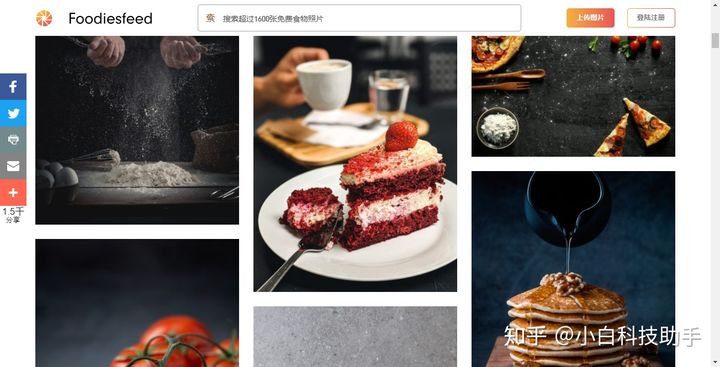 Foodiesfeed
搜索超过1600张免费食物照片
上传图片
登陆注册
1.5千
分享
知乎 @小白科技助手